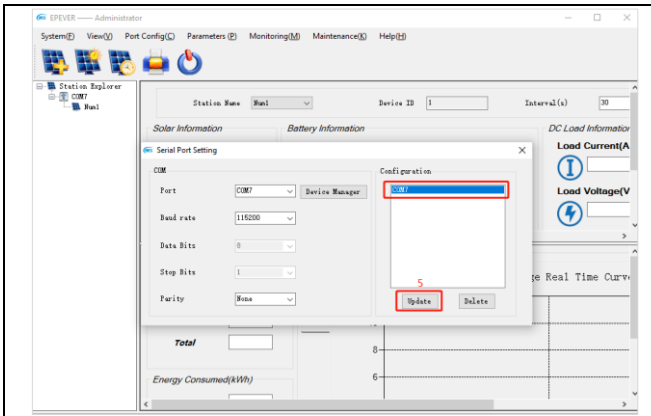 EPEVER —— Administrator
System(F) View(V) Port Config(C) Parameters (P) Monitoring(M) Maintenance(K) Help(H)
Station Explorer
COM7
Num1
Station Name Num1 Device ID 1 Interval(s) 30
Solar Information Battery Information DC Load Information
Load Current(A
Serial Port Setting
COM Configuration
Port COM7 Device Manager COM7
Load Voltage(V
Baud rate 115200
Data Bits 8
Stop Bits 1
5
Parity None Update Delete
ge Real Time Curv
Total
8
6
Energy Consumed(kWh)